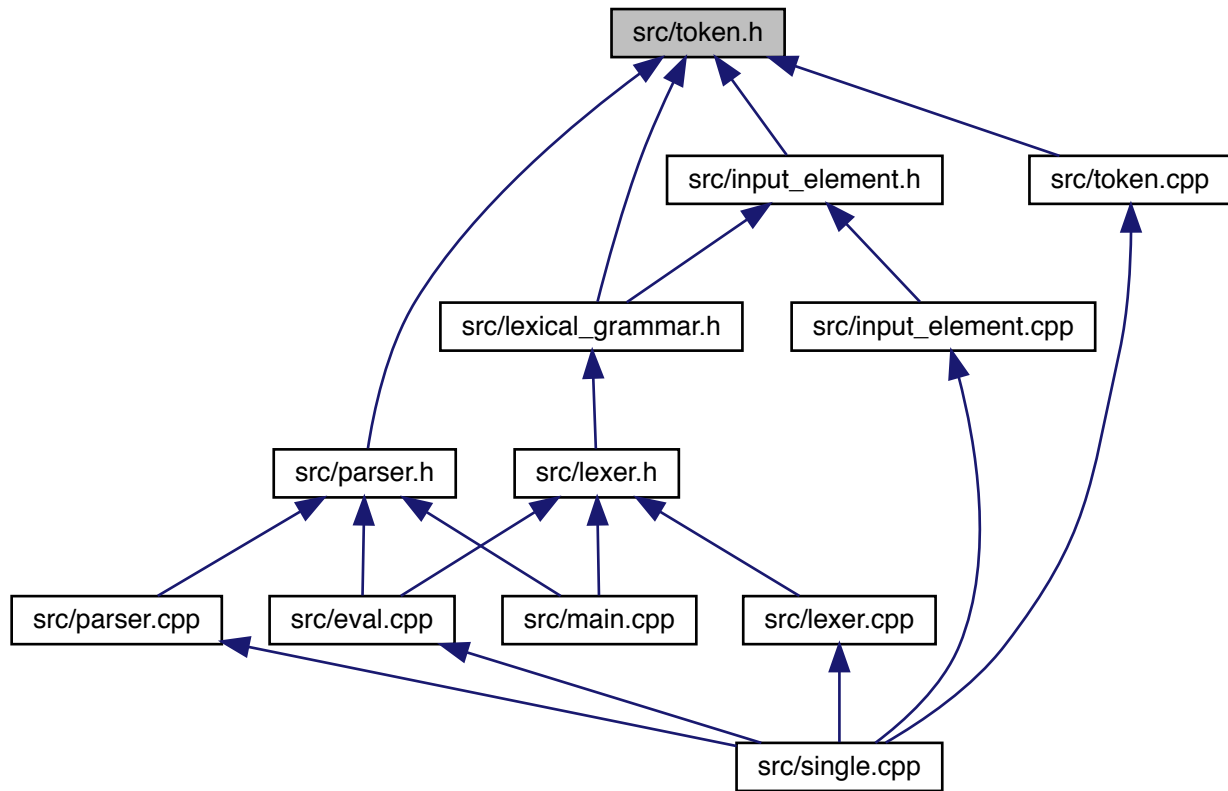 src/token.h
src/input_element.h
src/token.cpp
src/lexical_grammar.h
src/input_element.cpp
src/parser.h
src/lexer.h
src/parser.cpp
src/eval.cpp
src/main.cpp
src/lexer.cpp
src/single.cpp